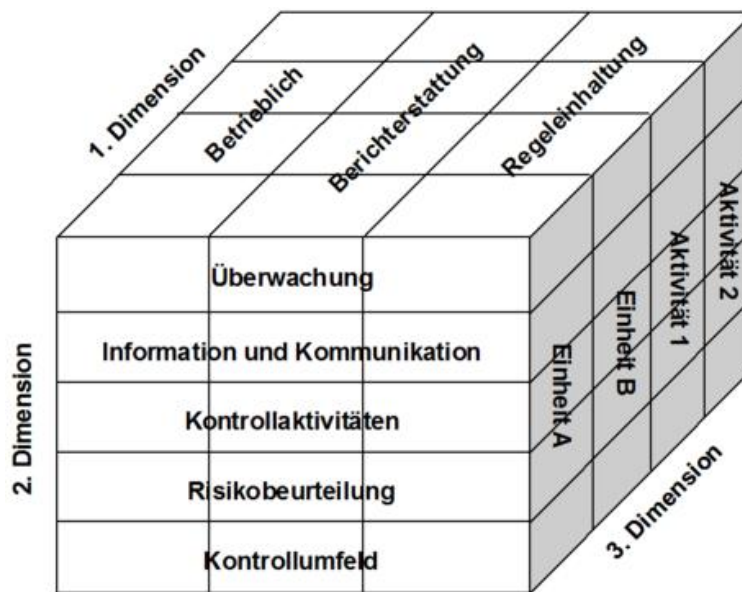 1. Dimension
Betrieblich
Berichterstattung
Regeleinhaltung
2. Dimension
Überwachung
Information und Kommunikation
Kontrollaktivitäten
Risikobeurteilung
Kontrollumfeld
3. Dimension
Einheit A
Einheit B
Aktivität 1
Aktivität 2